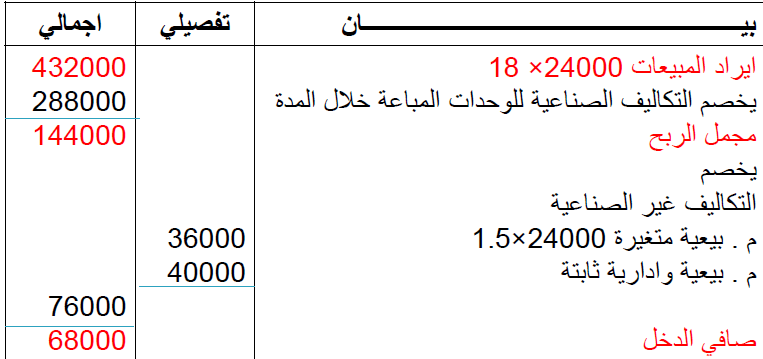 بيـــــــــــــــــــــــــــان تفصيلي اجمالي
ايراد المبيعات 24000× 18 432000
يخصم التكاليف الصناعية للوحدات المباعة خلال المدة 288000
مجمل الربح 144000
يخصم
التكاليف غير الصناعية
م . بيعية متغيرة 24000×1.5 36000
م . بيعية وادارية ثابتة 40000
76000
صافي الدخل 68000